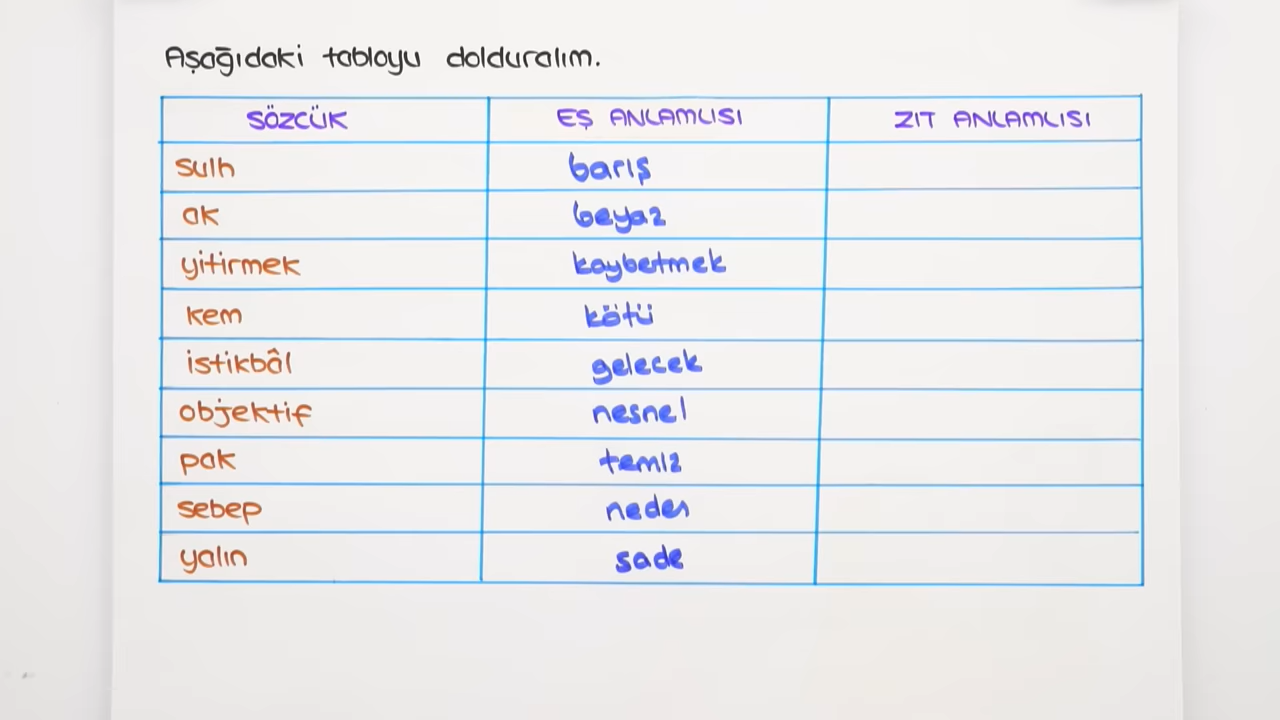 Aşağıdaki tabloyu dolduralım.
SÖZCÜK EŞ ANLAMLISI ZIT ANLAMLISI
sulh barış
ak beyaz
yitirmek kaybetmek
kem kötü
istikbâl gelecek
objektif nesnel
pak temiz
sebep neden
yalın sade